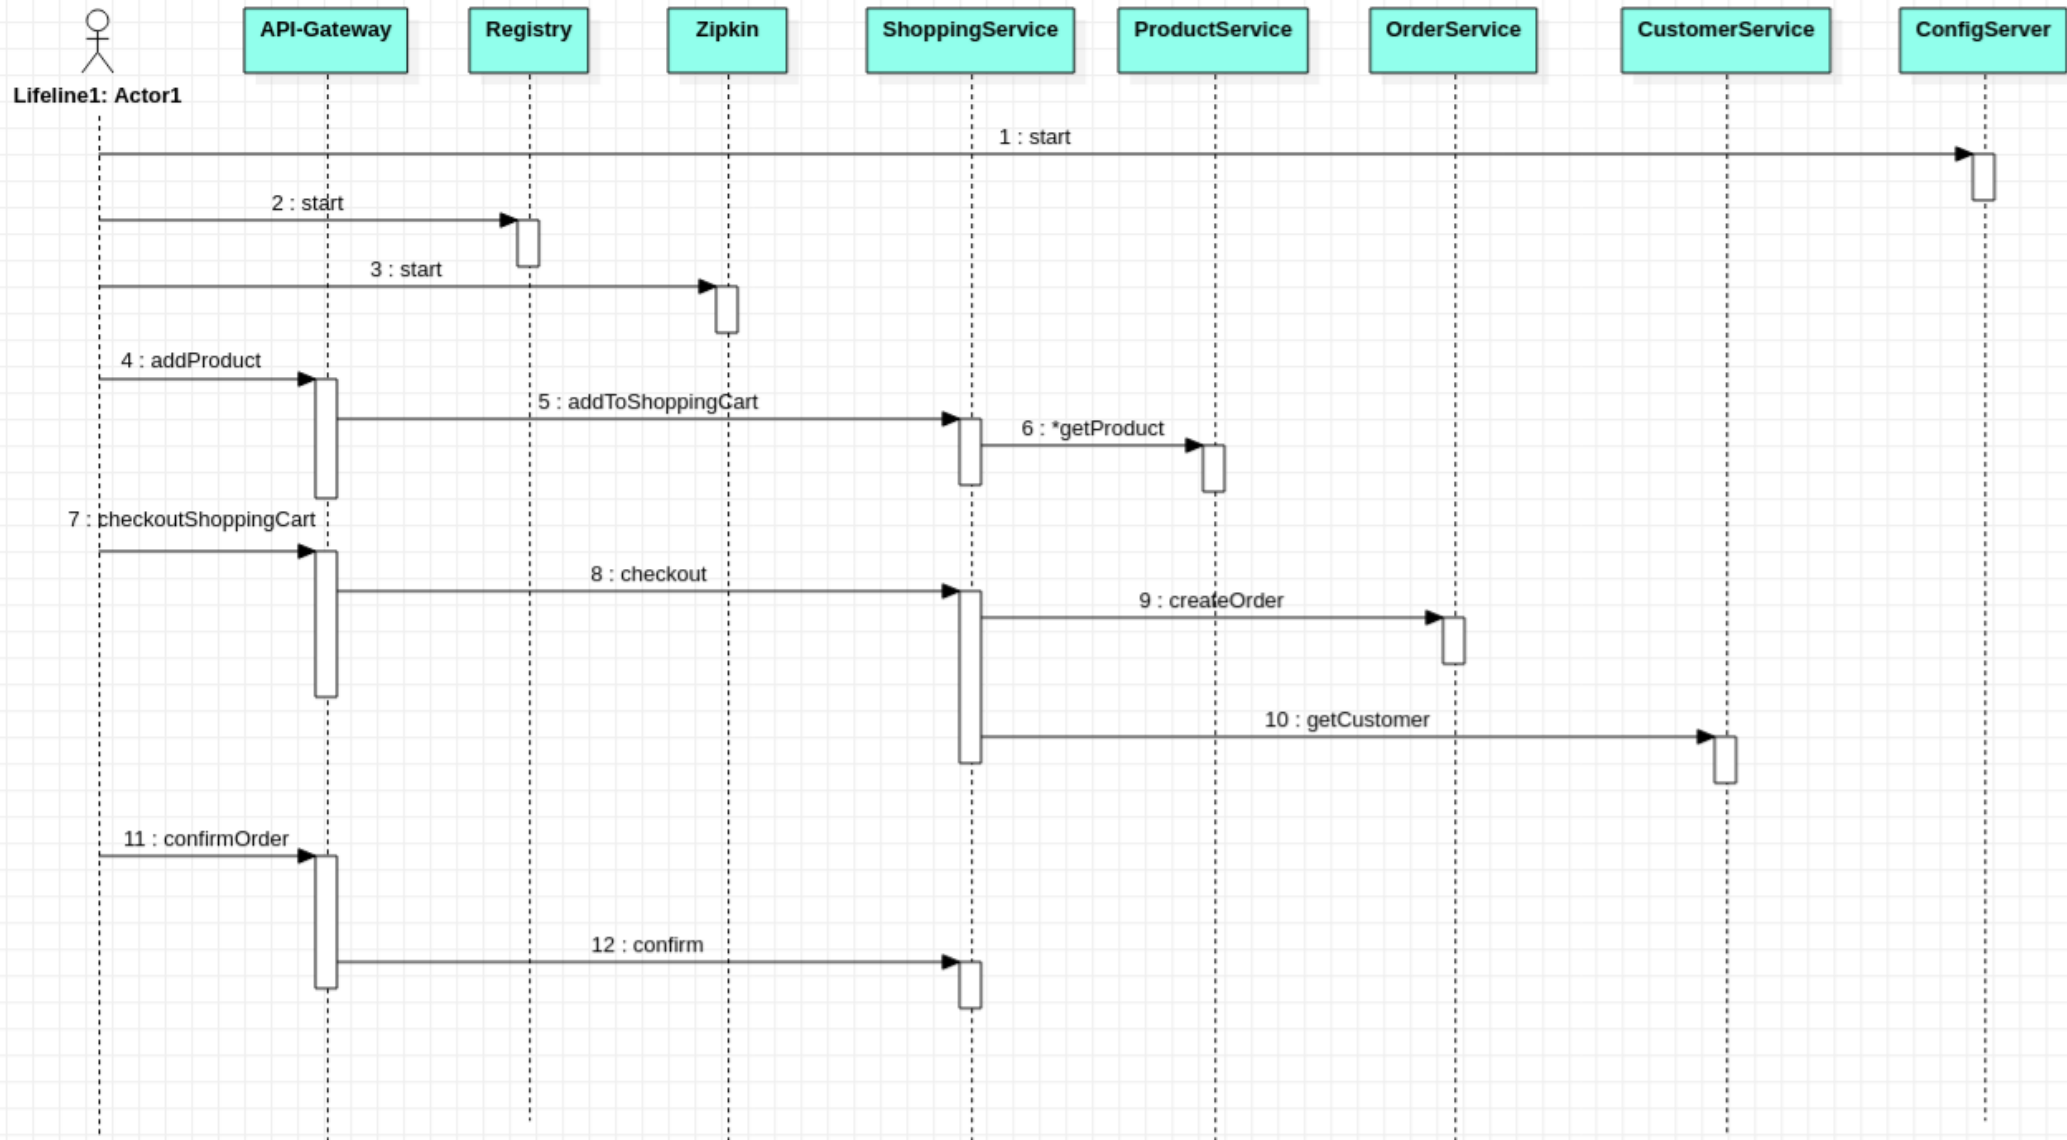 API-Gateway
Registry
Zipkin
ShoppingService
ProductService
OrderService
CustomerService
ConfigServer
Lifeline1: Actor1
1 : start
2 : start
3 : start
4 : addProduct
5 : addToShoppingCart
6 : *getProduct
7 : checkoutShoppingCart
8 : checkout
9 : createOrder
10 : getCustomer
11 : confirmOrder
12 : confirm